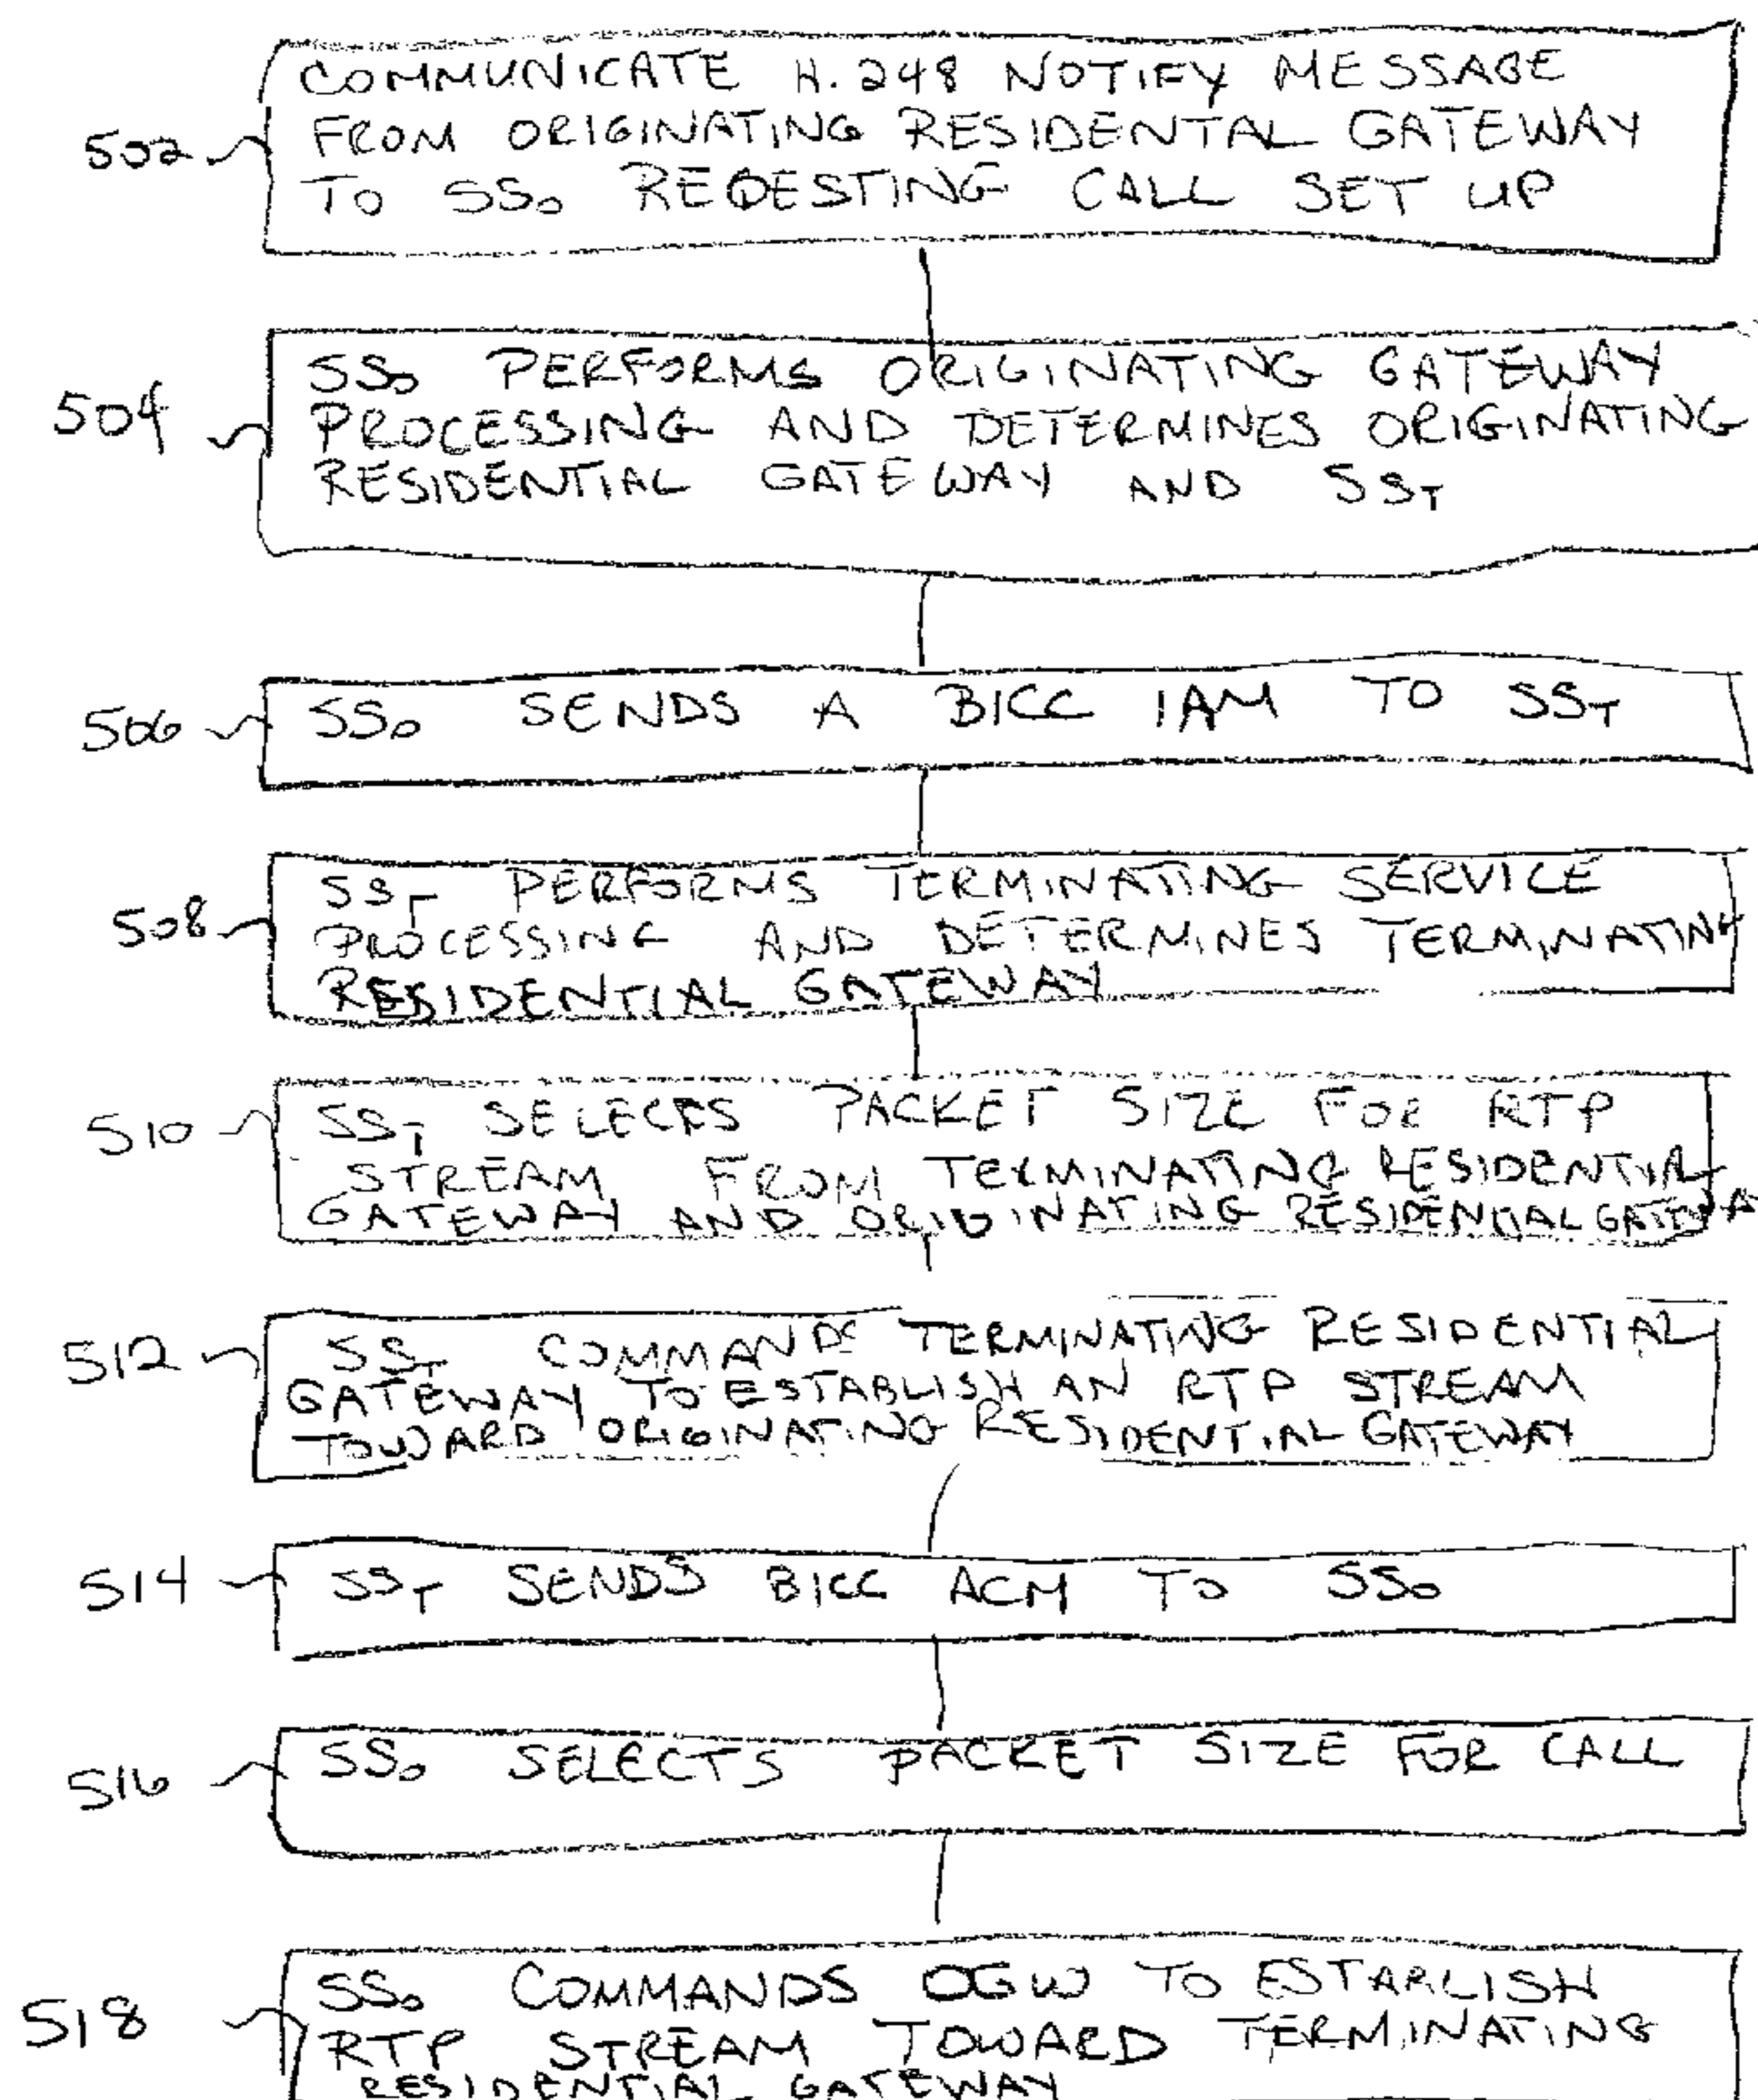 502
COMMUNICATE H.248 NOTIFY MESSAGE
FROM ORIGINATING RESIDENTAL GATEWAY
TO SSO REQESTING CALL SET UP
504
SSO PERFORMS ORIGINATING GATEWAY
PROCESSING AND DETERMINES ORIGINATING
RESIDENTIAL GATEWAY AND SST
506
SSO SENDS A BICC IAM TO SST
508
SST PERFORMS TERMINATING SERVICE
PROCESSING AND DETERMINES TERMINATING
RESIDENTIAL GATEWAY
510
SST SELECTS PACKET SIZE FOR RTP
STREAM FROM TERMINATING RESIDENTIAL
GATEWAY AND ORIGINATING RESIDENTIAL GATEWAY
512
SST COMMANDS TERMINATING RESIDENTIAL
GATEWAY TO ESTABLISH AN RTP STREAM
TOWARD ORIGINATING RESIDENTIAL GATEWAY
514
SST SENDS BICC ACM TO SSO
516
SSO SELECTS PACKET SIZE FOR CALL
518
SSO COMMANDS OGW TO ESTABLISH
RTP STREAM TOWARD TERMINATING
RESIDENTIAL GATEWAY